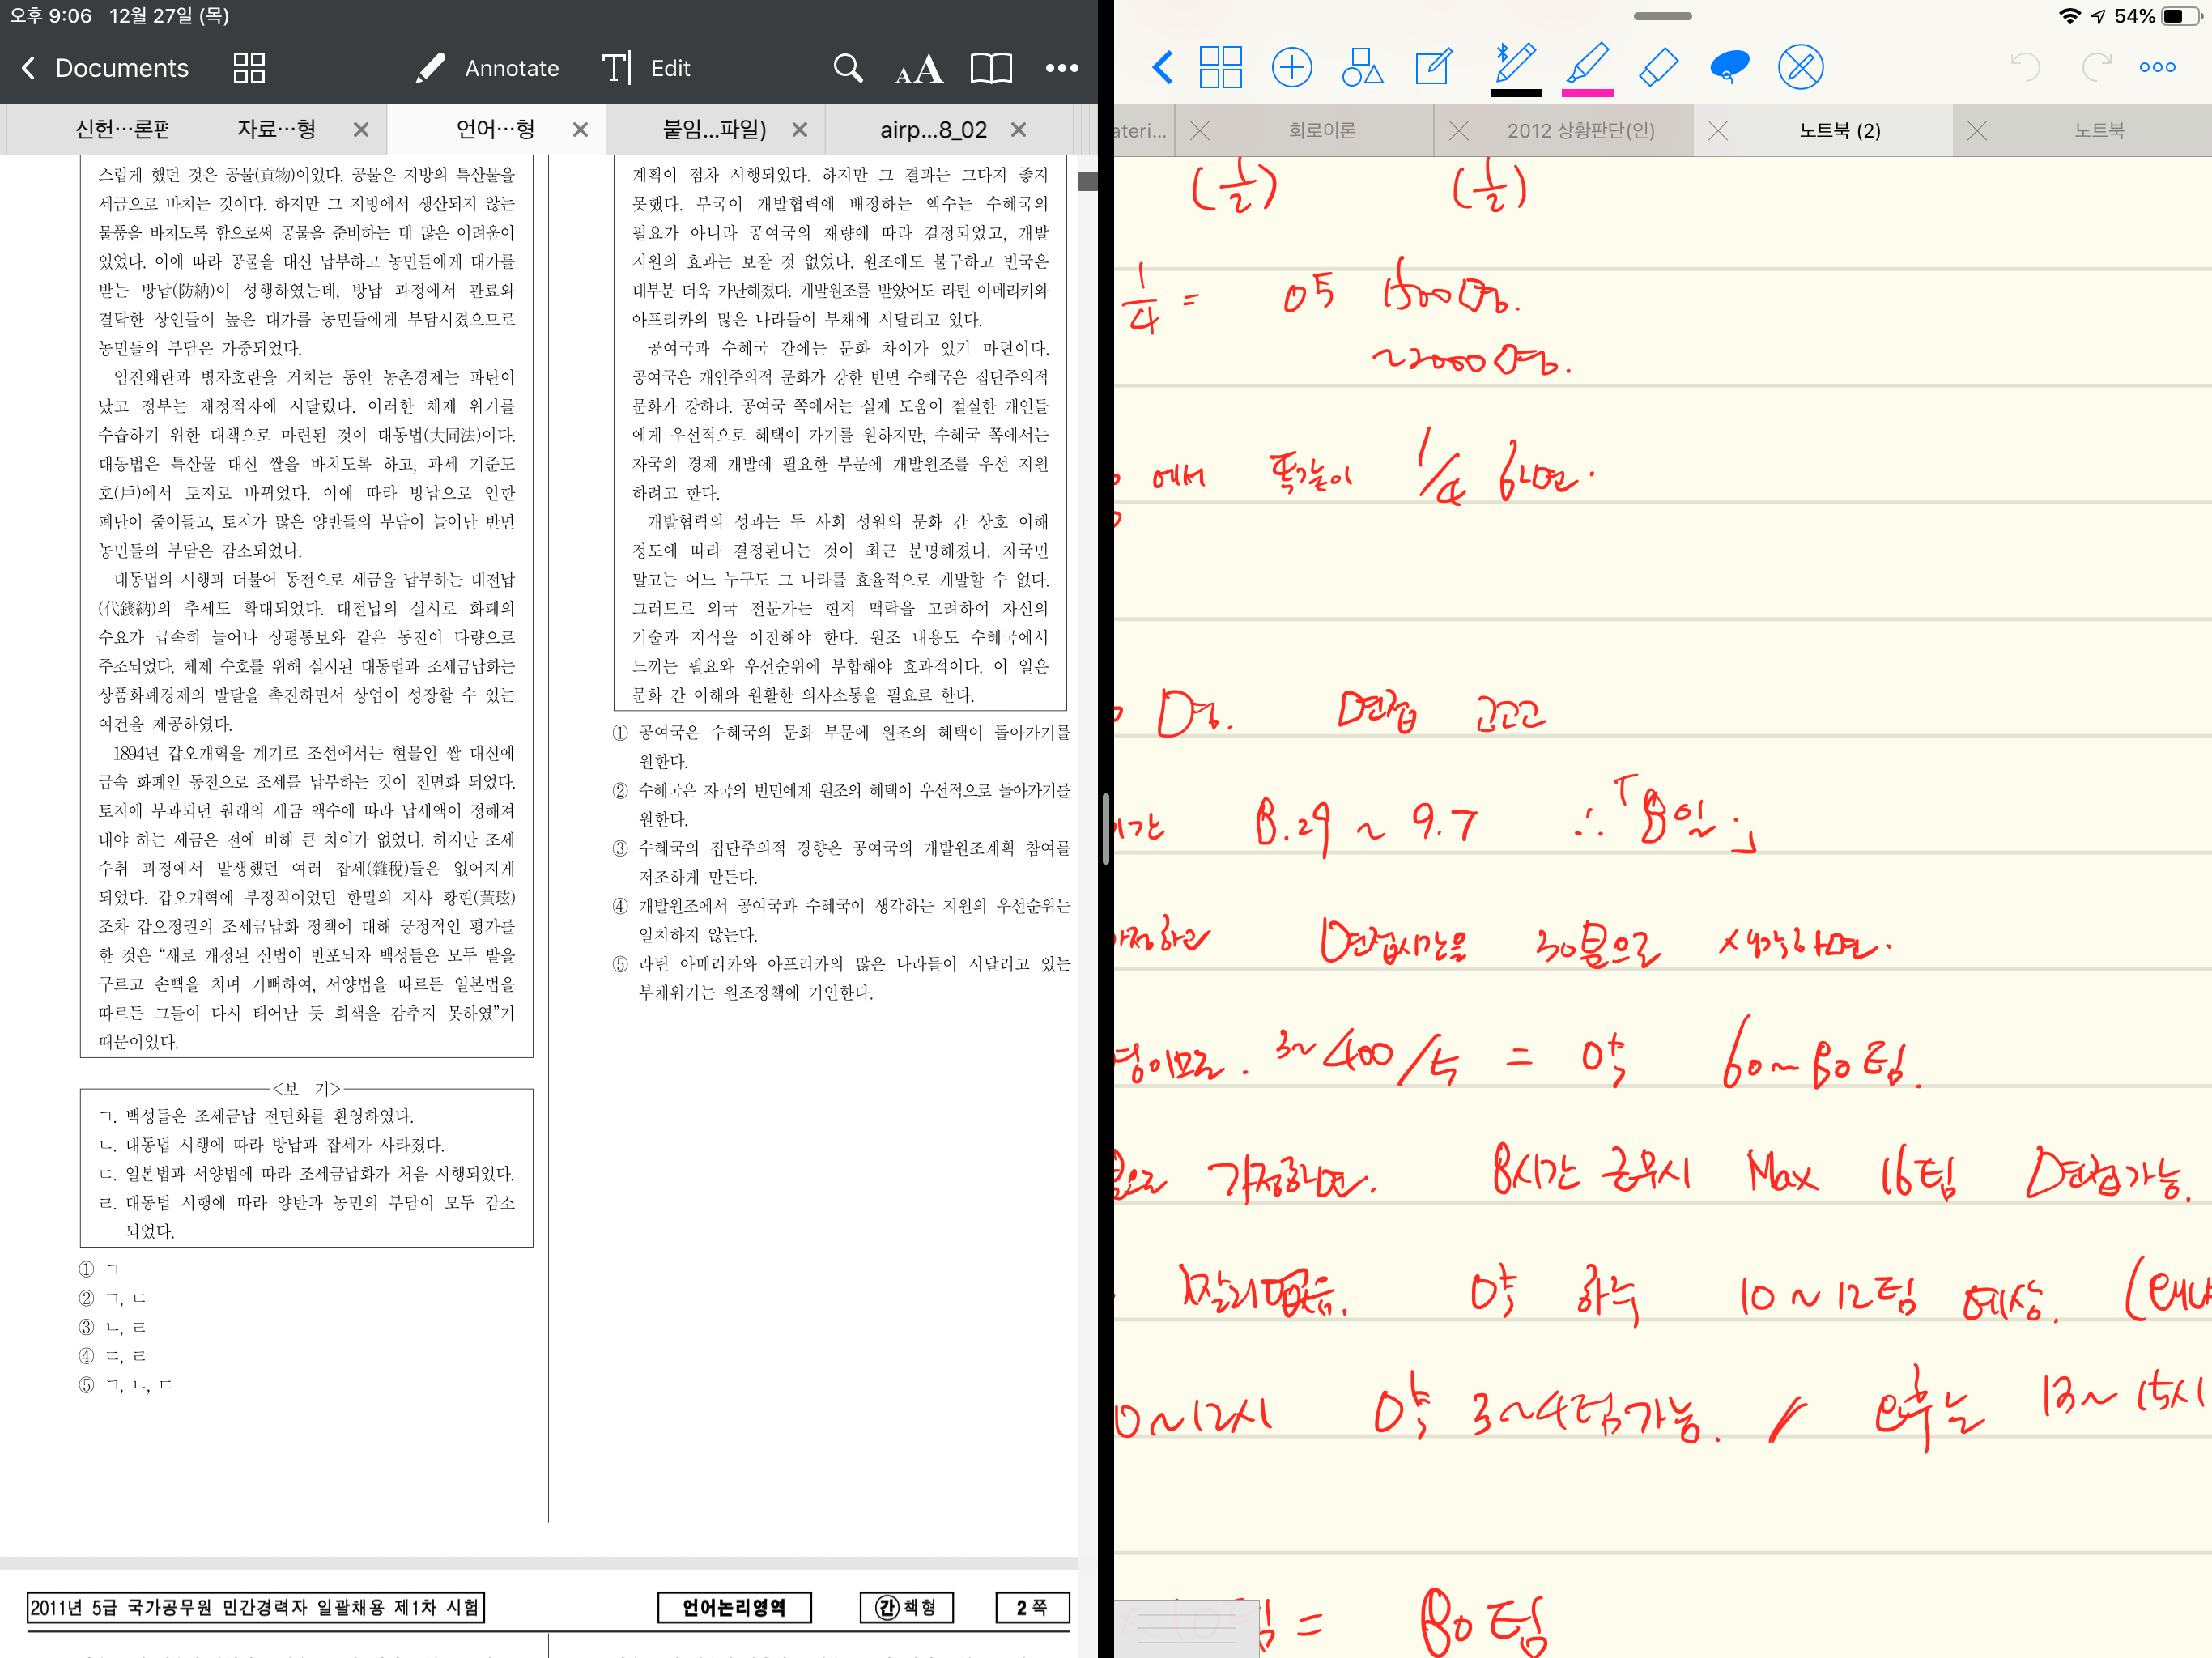 오후 9:06 12월 27일 (목)
54%
Documents
Annotate
Edit
신헌…론편
자료…형
언어…형
붙임...파일)
airp...8_02
스럽게 했던 것은 공물(貢物)이었다. 공물은 지방의 특산물을
세금으로 바치는 것이다. 하지만 그 지방에서 생산되지 않는
물품을 바치도록 함으로써 공물을 준비하는 데 많은 어려움이
있었다. 이에 따라 공물을 대신 납부하고 농민들에게 대가를
받는 방납(防納)이 성행하였는데, 방납 과정에서 관료와
결탁한 상인들이 높은 대가를 농민들에게 부담시켰으므로
농민들의 부담은 가중되었다.
임진왜란과 병자호란을 거치는 동안 농촌경제는 파탄이
났고 정부는 재정적자에 시달렸다. 이러한 체제 위기를
수습하기 위한 대책으로 마련된 것이 대동법(大同法)이다.
대동법은 특산물 대신 쌀을 바치도록 하고, 과세 기준도
호(戶)에서 토지로 바뀌었다. 이에 따라 방납으로 인한
폐단이 줄어들고, 토지가 많은 양반들의 부담이 늘어난 반면
농민들의 부담은 감소되었다.
대동법의 시행과 더불어 동전으로 세금을 납부하는 대전납
(代錢納)의 추세도 확대되었다. 대전납의 실시로 화폐의
수요가 급속히 늘어나 상평통보와 같은 동전이 다량으로
주조되었다. 체제 수호를 위해 실시된 대동법과 조세금납화는
상품화폐경제의 발달을 촉진하면서 상업이 성장할 수 있는
여건을 제공하였다.
1894년 갑오개혁을 계기로 조선에서는 현물인 쌀 대신에
금속 화폐인 동전으로 조세를 납부하는 것이 전면화 되었다.
토지에 부과되던 원래의 세금 액수에 따라 납세액이 정해져
내야 하는 세금은 전에 비해 큰 차이가 없었다. 하지만 조세
수취 과정에서 발생했던 여러 잡세(雜稅)들은 없어지게
되었다. 갑오개혁에 부정적이었던 한말의 지사 황현(黃玹)
조차 갑오정권의 조세금납화 정책에 대해 긍정적인 평가를
한 것은 “새로 개정된 신법이 반포되자 백성들은 모두 발을
구르고 손뼉을 치며 기뻐하여, 서양법을 따르든 일본법을
따르든 그들이 다시 태어난 듯 희색을 감추지 못하였”기
때문이었다.
<보 기>
ㄱ. 백성들은 조세금납 전면화를 환영하였다.
ㄴ. 대동법 시행에 따라 방납과 잡세가 사라졌다.
ㄷ. 일본법과 서양법에 따라 조세금납화가 처음 시행되었다.
ㄹ. 대동법 시행에 따라 양반과 농민의 부담이 모두 감소
되었다.
① ㄱ
② ㄱ, ㄷ
③ ㄴ, ㄹ
④ ㄷ, ㄹ
⑤ ㄱ, ㄴ, ㄷ
계획이 점차 시행되었다. 하지만 그 결과는 그다지 좋지
못했다. 부국이 개발협력에 배정하는 액수는 수혜국의
필요가 아니라 공여국의 재량에 따라 결정되었고, 개발
지원의 효과는 보잘 것 없었다. 원조에도 불구하고 빈국은
대부분 더욱 가난해졌다. 개발원조를 받았어도 라틴 아메리카와
아프리카의 많은 나라들이 부채에 시달리고 있다.
공여국과 수혜국 간에는 문화 차이가 있기 마련이다.
공여국은 개인주의적 문화가 강한 반면 수혜국은 집단주의적
문화가 강하다. 공여국 쪽에서는 실제 도움이 절실한 개인들
에게 우선적으로 혜택이 가기를 원하지만, 수혜국 쪽에서는
자국의 경제 개발에 필요한 부문에 개발원조를 우선 지원
하려고 한다.
개발협력의 성과는 두 사회 성원의 문화 간 상호 이해
정도에 따라 결정된다는 것이 최근 분명해졌다. 자국민
말고는 어느 누구도 그 나라를 효율적으로 개발할 수 없다.
그러므로 외국 전문가는 현지 맥락을 고려하여 자신의
기술과 지식을 이전해야 한다. 원조 내용도 수혜국에서
느끼는 필요와 우선순위에 부합해야 효과적이다. 이 일은
문화 간 이해와 원활한 의사소통을 필요로 한다.
① 공여국은 수혜국의 문화 부문에 원조의 혜택이 돌아가기를
원한다.
② 수혜국은 자국의 빈민에게 원조의 혜택이 우선적으로 돌아가기를
원한다.
③ 수혜국의 집단주의적 경향은 공여국의 개발원조계획 참여를
저조하게 만든다.
④ 개발원조에서 공여국과 수혜국이 생각하는 지원의 우선순위는
일치하지 않는다.
⑤ 라틴 아메리카와 아프리카의 많은 나라들이 시달리고 있는
부채위기는 원조정책에 기인한다.
2011년 5급 국가공무원 민간경력자 일괄채용 제1차 시험
언어논리영역
간 책형
2 쪽
ateri...
회로이론
2012 상황판단(인)
노트북 (2)
노트북
(1/2) (1/2)
1/4 = 약 1500명.
~2000명.
에서 똑같이 1/4 하면.
명. 면접 고고고
기간 8.29 ~ 9.7 ∴「8일」
가정하고 면접시간을 30분으로 생각하면.
명이므로. 3~400/5 = 약 60~80팀.
분으로 가정하면. 8시간 근무시 Max 16팀 면접가능.
약 하루 10~12팀 예상.
10~12시 약 3~4팀가능. / 오후는 13~15시
10팀 = 80팀